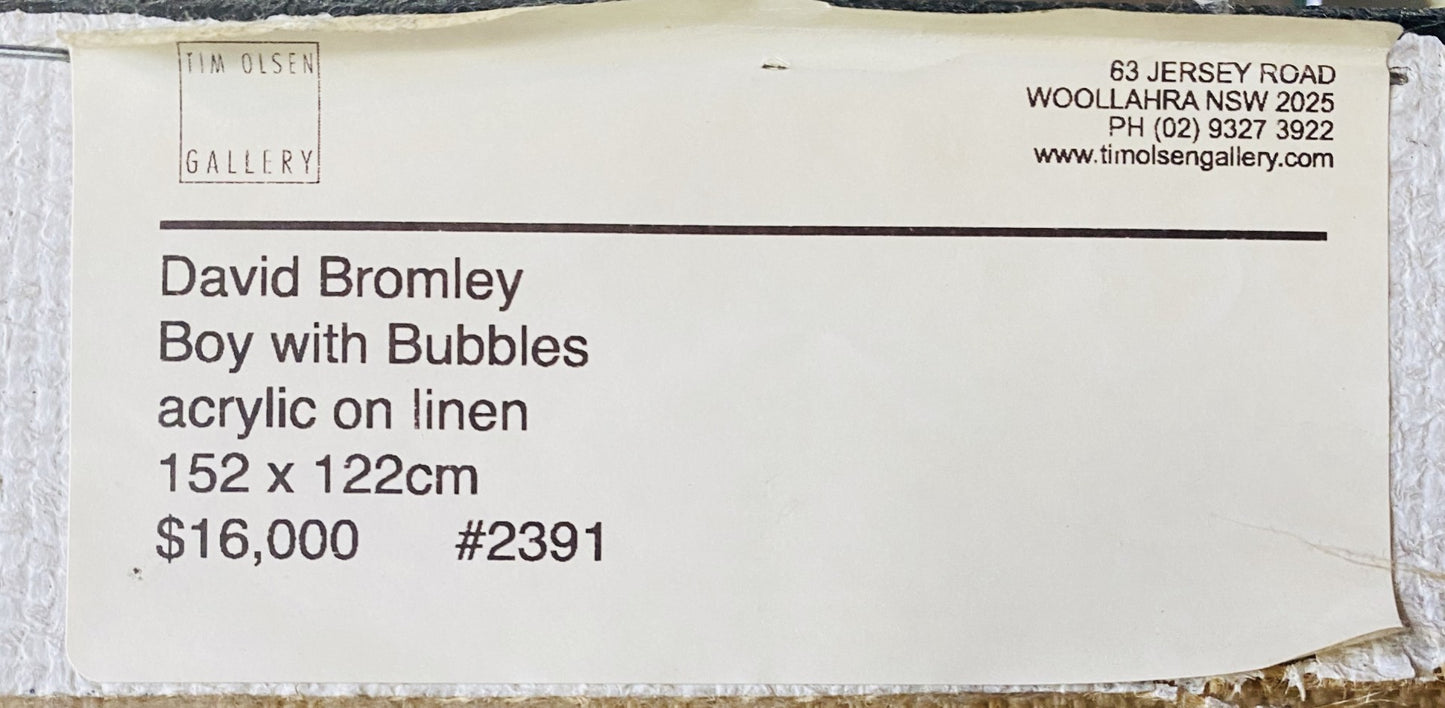 TIM OLSEN
GALLERY
63 JERSEY ROAD
WOOLLAHRA NSW 2025
PH (02) 9327 3922
www.timolsengallery.com
David Bromley
Boy with Bubbles
acrylic on linen
152 x 122cm
$16,000 #2391